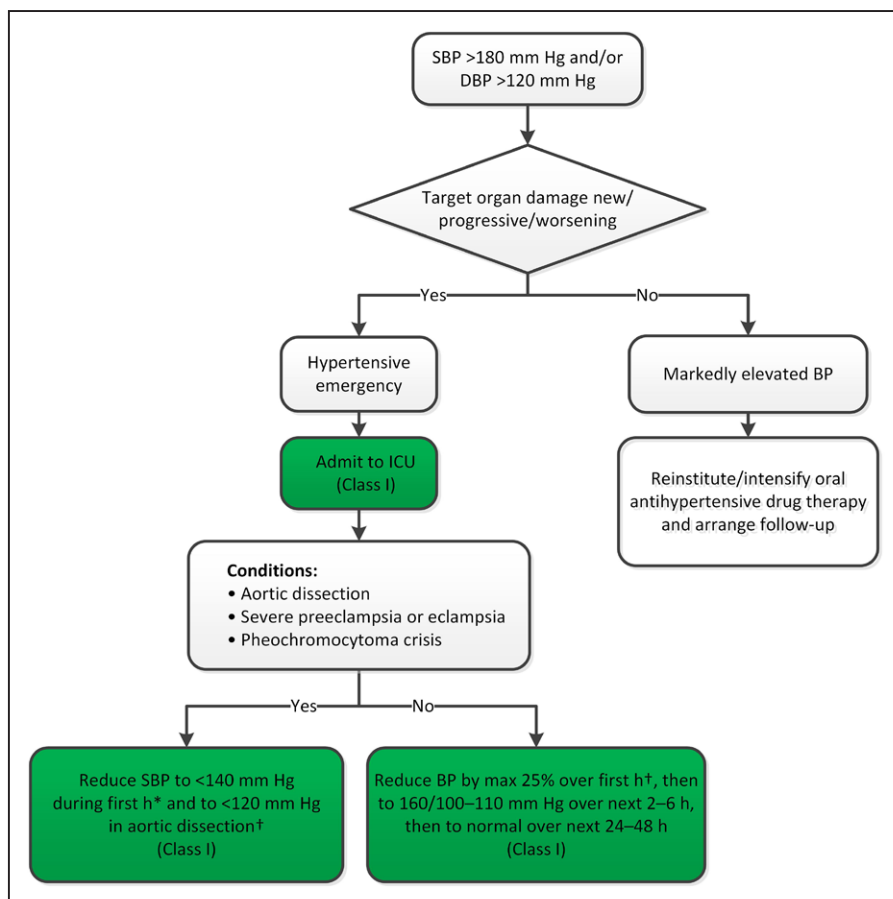 SBP >180 mm Hg and/or
DBP >120 mm Hg
Target organ damage new/
progressive/worsening
Yes
No
Hypertensive
emergency
Markedly elevated BP
Admit to ICU
(Class I)
Reinstitute/intensify oral
antihypertensive drug therapy
and arrange follow-up
Conditions:
• Aortic dissection
• Severe preeclampsia or eclampsia
• Pheochromocytoma crisis
Yes
No
Reduce SBP to <140 mm Hg
during first h* and to <120 mm Hg
in aortic dissection†
(Class I)
Reduce BP by max 25% over first h†, then
to 160/100–110 mm Hg over next 2–6 h,
then to normal over next 24–48 h
(Class I)